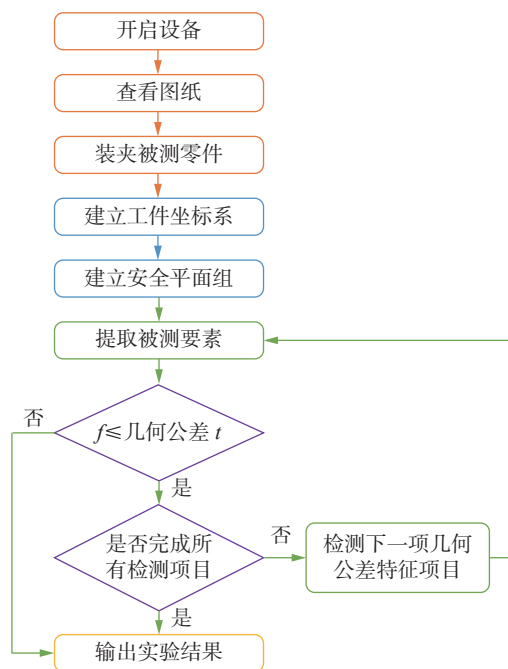 开启设备
查看图纸
装夹被测零件
建立工件坐标系
建立安全平面组
提取被测要素
否
f≤几何公差 t
是
是否完成所
有检测项目
否
检测下一项几何
公差特征项目
是
输出实验结果